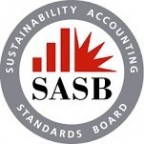 SUSTAINABILITY ACCOUNTING
SASB
STANDARDS BOARD